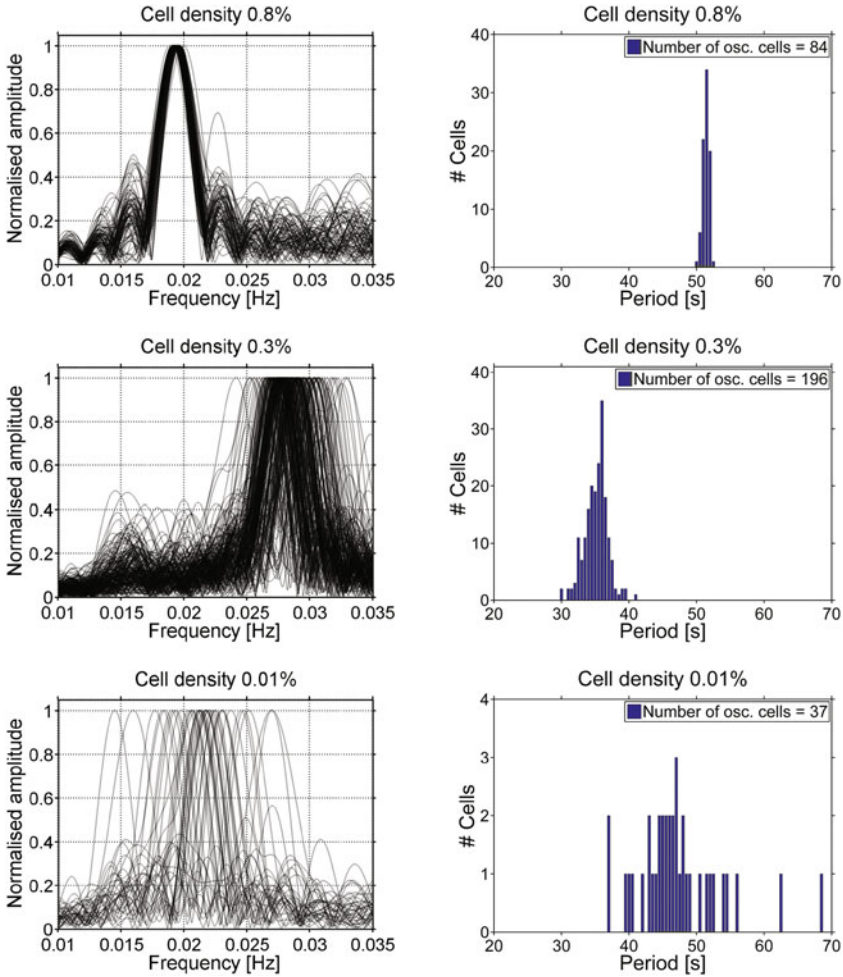 Cell density 0.8%
Normalised amplitude
1
0.8
0.6
0.4
0.2
0
0.01 0.015 0.02 0.025 0.03 0.035
Frequency [Hz]
Cell density 0.8%
Number of osc. cells = 84
# Cells
40
30
20
10
0
20 30 40 50 60 70
Period [s]
Cell density 0.3%
Normalised amplitude
1
0.8
0.6
0.4
0.2
0
0.01 0.015 0.02 0.025 0.03 0.035
Frequency [Hz]
Cell density 0.3%
Number of osc. cells = 196
# Cells
40
30
20
10
0
20 30 40 50 60 70
Period [s]
Cell density 0.01%
Normalised amplitude
1
0.8
0.6
0.4
0.2
0
0.01 0.015 0.02 0.025 0.03 0.035
Frequency [Hz]
Cell density 0.01%
Number of osc. cells = 37
# Cells
4
3
2
1
0
20 30 40 50 60 70
Period [s]